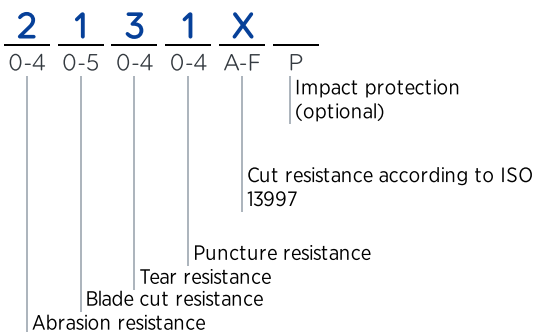 2 1 3 1 X
0-4 0-5 0-4 0-4 A-F P
Impact protection
(optional)
Cut resistance according to ISO
13997
Puncture resistance
Tear resistance
Blade cut resistance
Abrasion resistance